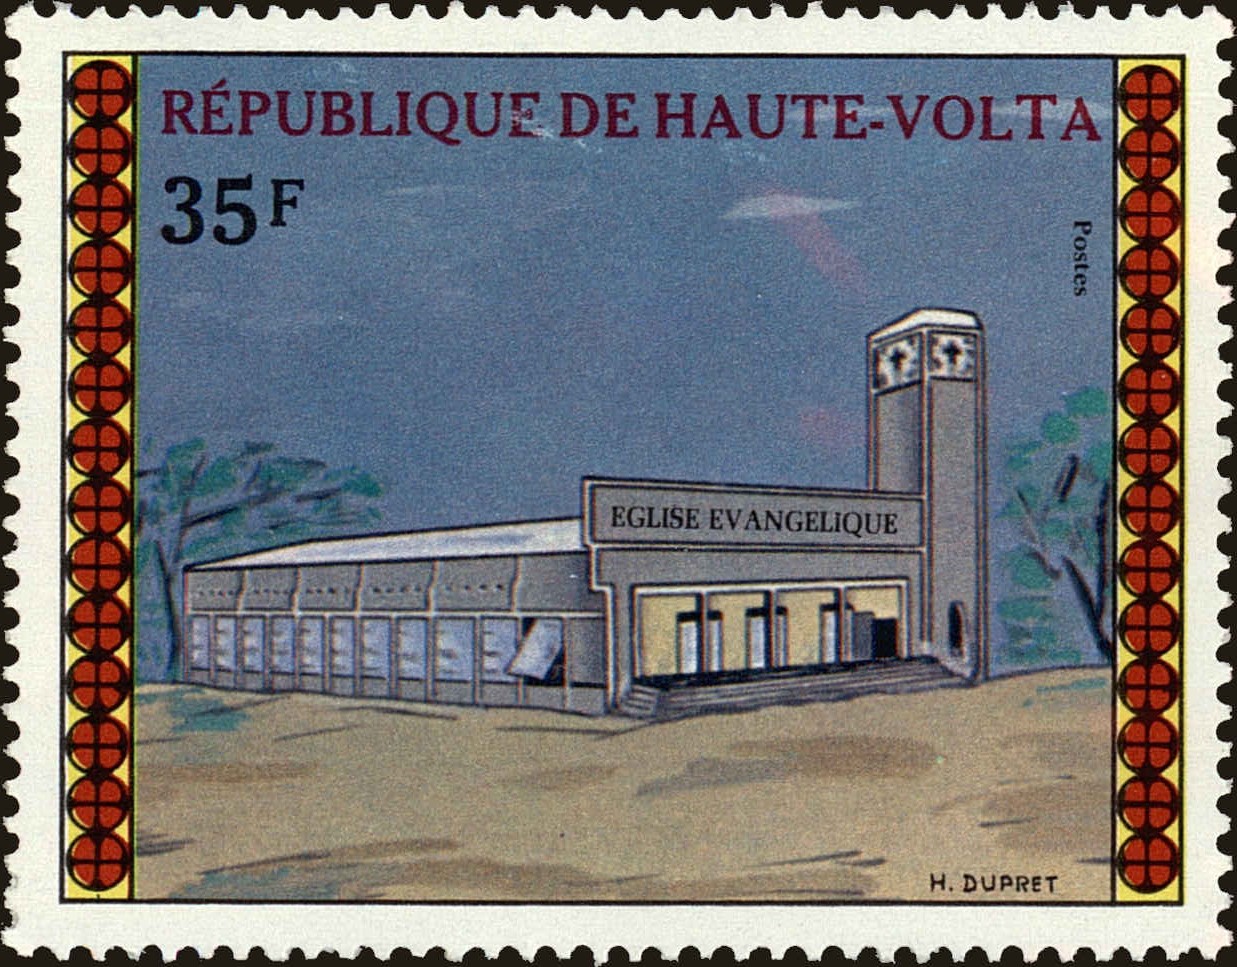 RÉPUBLIQUE DE HAUTE-VOLTA
35F
Postes
EGLISE EVANGELIQUE
H. DUPRET